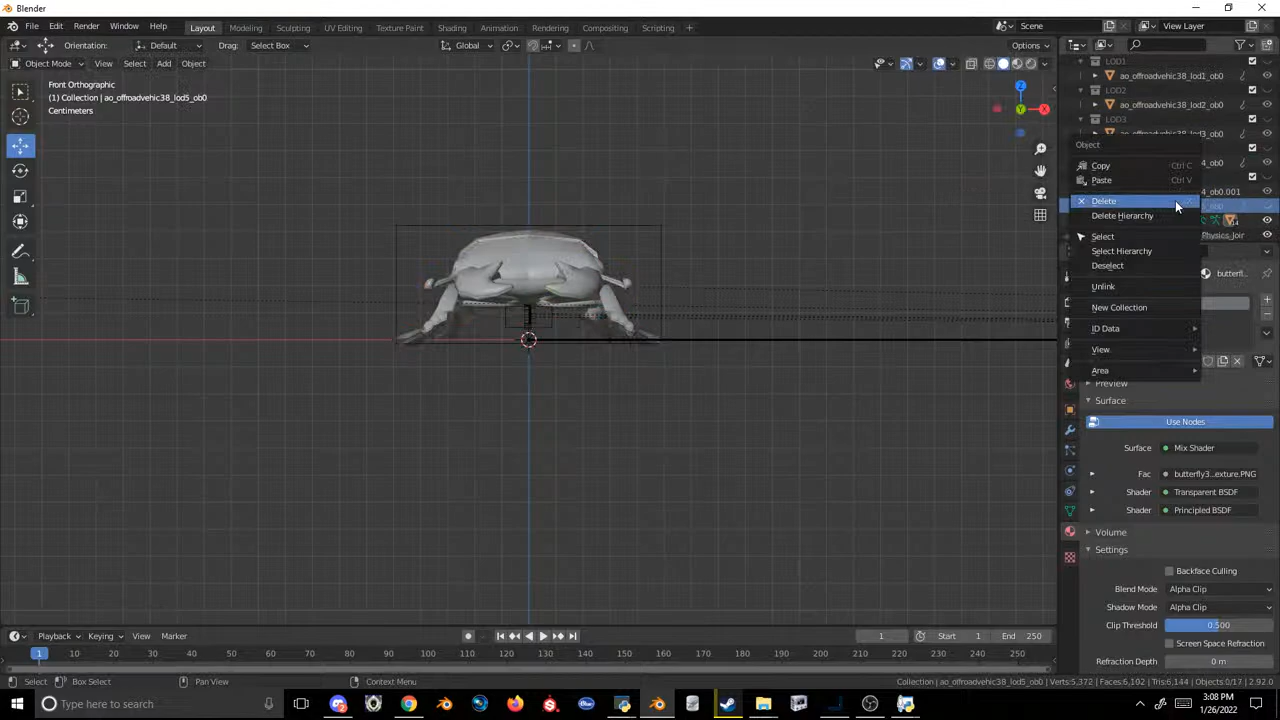 Blender
File Edit Render Window Help
Layout Modeling Sculpting UV Editing Texture Paint Shading Animation Rendering Compositing Scripting
Scene
View Layer
Orientation: Default Drag: Select Box Global Options
Object Mode View Select Add Object
Front Orthographic
(1) Collection | ao_offroadvehic38_lod5_ob0
Centimeters
Z
Y
X
LOD1
ao_offroadvehic38_lod1_ob0
LOD2
ao_offroadvehic38_lod2_ob0
LOD3
ao_offroadvehic38_lod3_ob0
Object
Copy Ctrl C
4_ob0
Paste Ctrl V
4_ob0.001
Delete X
Delete Hierarchy
Select
Select Hierarchy
Deselect
butterfl..
Unlink
New Collection
ID Data
View
Area
Preview
Surface
Use Nodes
Surface Mix Shader
Fac butterfly3...exture.PNG
Shader Transparent BSDF
Shader Principled BSDF
Volume
Settings
Backface Culling
Blend Mode Alpha Clip
Shadow Mode Alpha Clip
Clip Threshold 0.500
Screen Space Refraction
Refraction Depth 0 m
Playback Keying View Marker
1 Start 1 End 250
1 10 20 30 40 50 60 70 80 90 100 110 120 130 140 150 160 170 180 190 200 210 220 230 240 250
Select Box Select Pan View Context Menu
Collection | ao_offroadvehic38_lod5_ob0 | Verts:5,372 | Faces:6,102 | Tris:6,144 | Objects:0/17 | 2.92.0
Type here to search
3:08 PM
1/26/2022